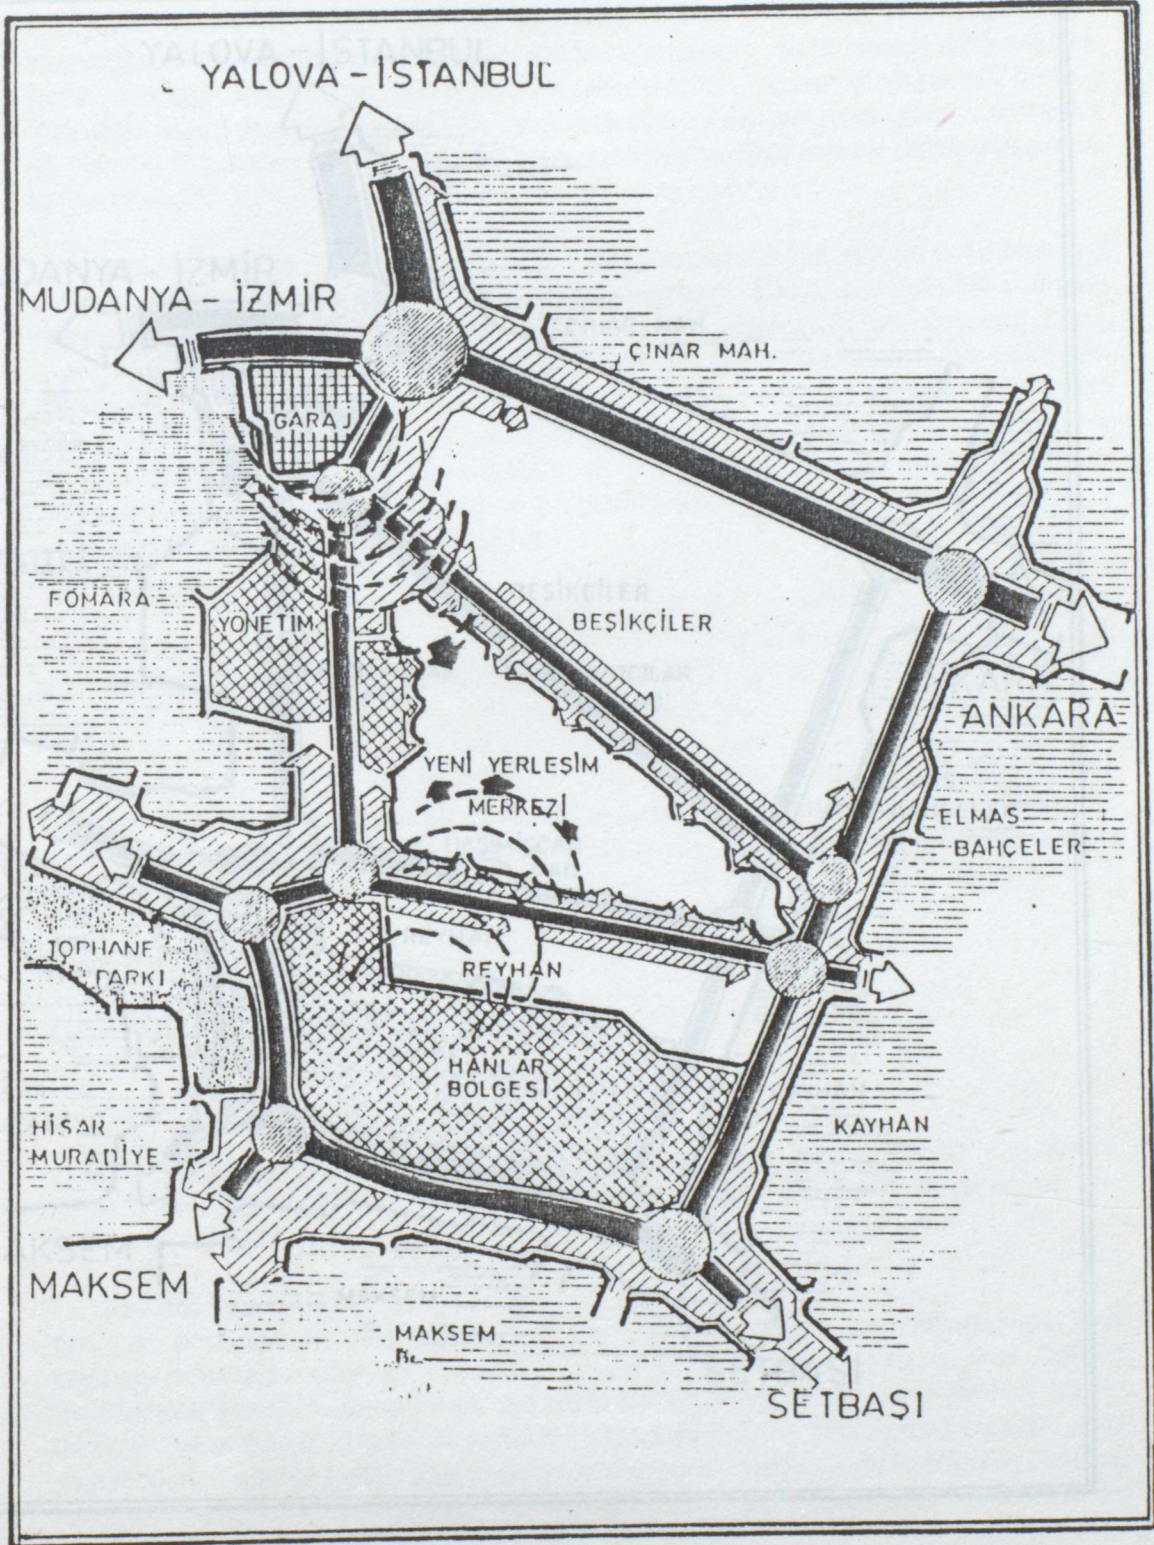 YALOVA - İSTANBUL
MUDANYA - İZMİR
ÇINAR MAH.
GARAJ
FOMARA
YÖNETİM
BEŞİKÇİLER
ANKARA
YENİ YERLEŞİM
MERKEZİ
ELMAS
BAHÇELER
TOPHANE
PARKI
REYHAN
HANLAR
BÖLGESİ
HİSAR
MURADİYE
KAYHAN
MAKSEM
MAKSEM
SETBAŞI